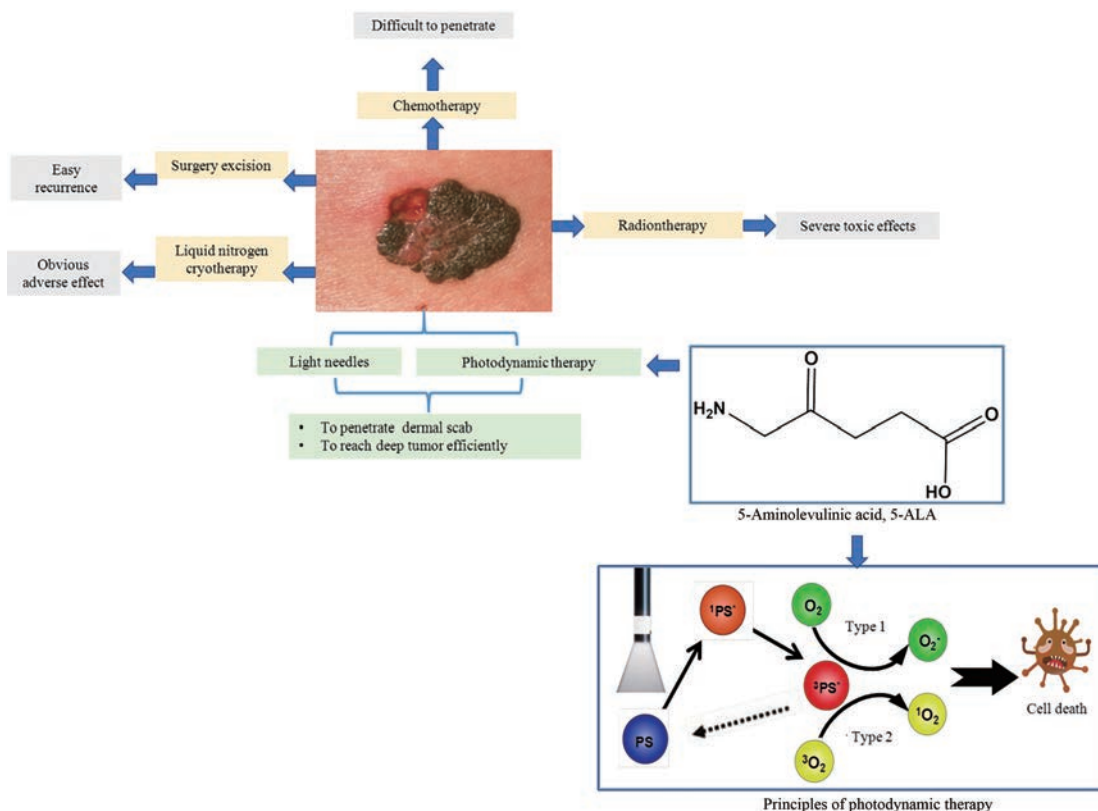 Difficult to penetrate
Chemotherapy
Easy
recurrence
Surgery excision
Radiontherapy
Severe toxic effects
Obvious
adverse effect
Liquid nitrogen
cryotherapy
Light needles
Photodynamic therapy
• To penetrate dermal scab
• To reach deep tumor efficiently
O
H₂N
O
HO
5-Aminolevulinic acid, 5-ALA
¹PS*
O₂
Type 1
O₂•
³PS*
PS
¹O₂
Type 2
³O₂
Cell death
Principles of photodynamic therapy